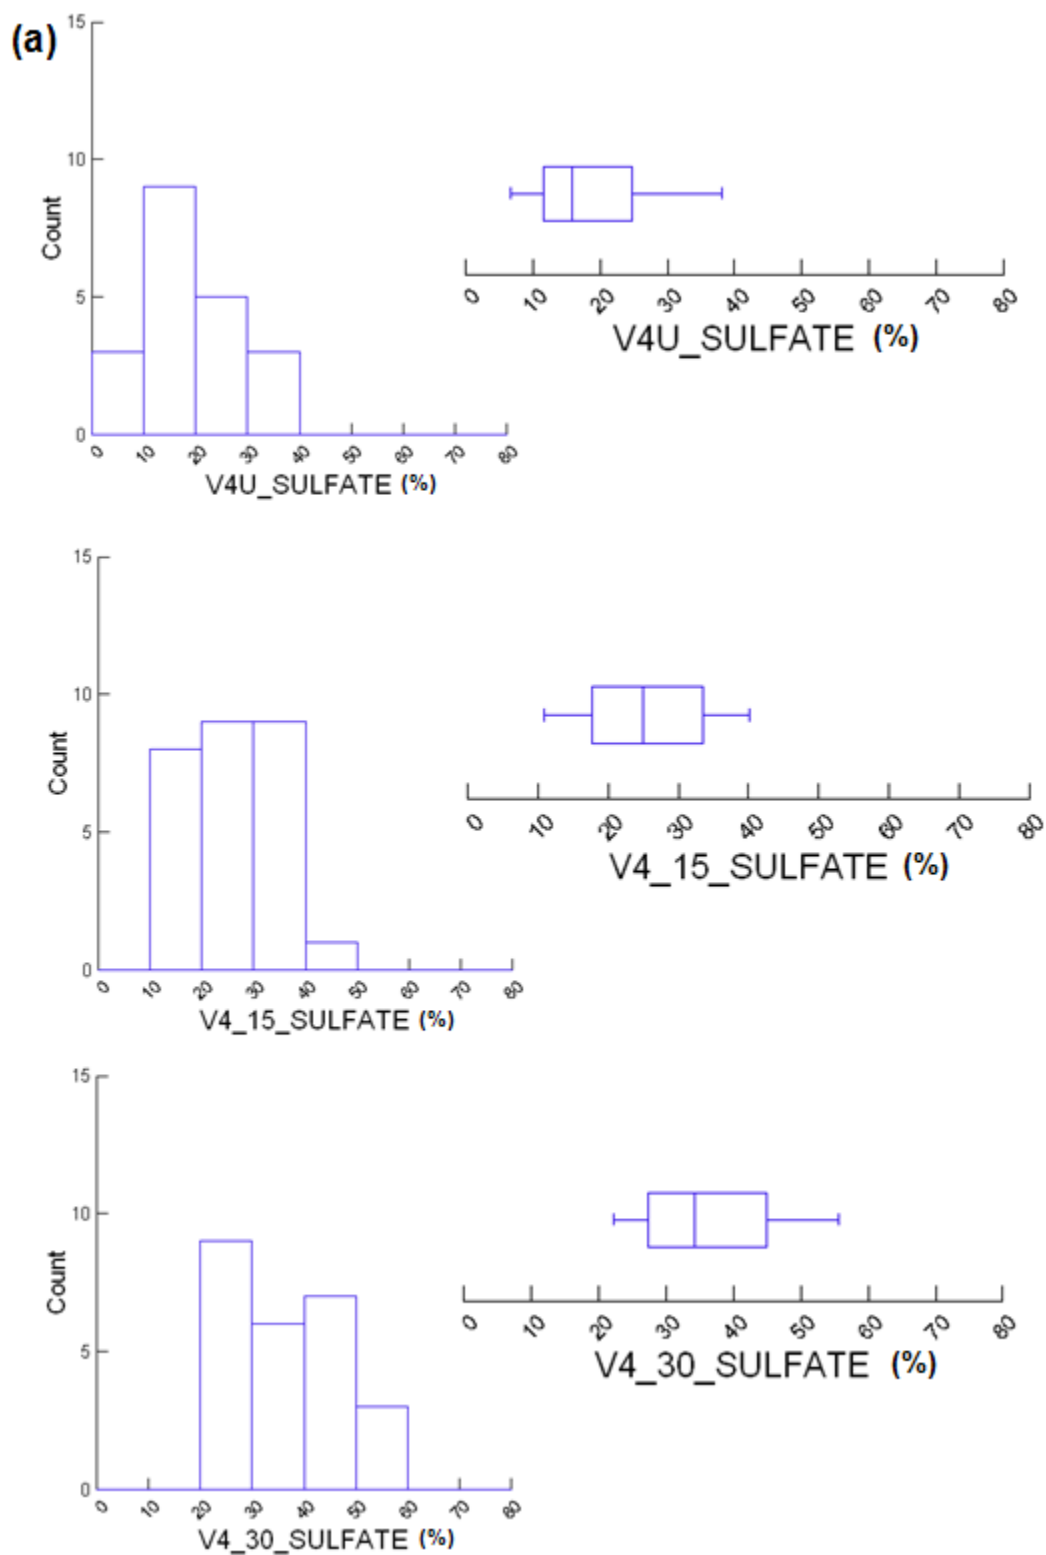 (a)
15
10
5
0
Count
0 10 20 30 40 50 60 70 80
V4U_SULFATE (%)
0 10 20 30 40 50 60 70 80
V4U_SULFATE (%)
15
10
5
0
Count
0 10 20 30 40 50 60 70 80
V4_15_SULFATE (%)
0 10 20 30 40 50 60 70 80
V4_15_SULFATE (%)
15
10
5
0
Count
0 10 20 30 40 50 60 70 80
V4_30_SULFATE (%)
0 10 20 30 40 50 60 70 80
V4_30_SULFATE (%)